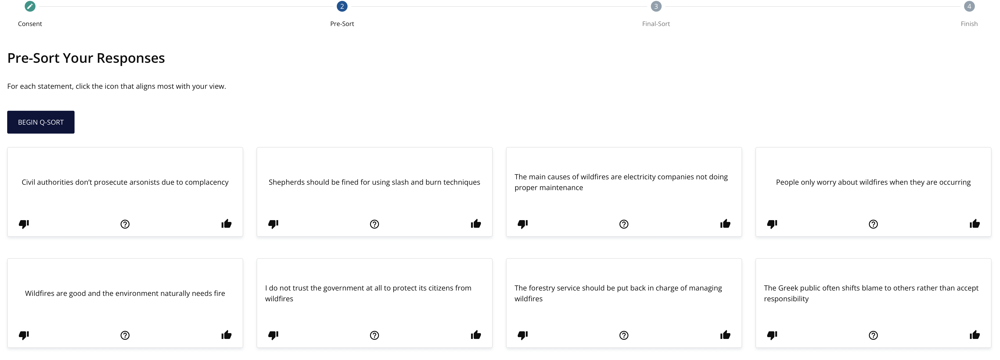 2
3
4
Consent
Pre-Sort
Final-Sort
Finish
Pre-Sort Your Responses
For each statement, click the icon that aligns most with your view.
BEGIN Q-SORT
Civil authorities don’t prosecute arsonists due to complacency
Shepherds should be fined for using slash and burn techniques
The main causes of wildfires are electricity companies not doing
proper maintenance
People only worry about wildfires when they are occurring
Wildfires are good and the environment naturally needs fire
I do not trust the government at all to protect its citizens from
wildfires
The forestry service should be put back in charge of managing
wildfires
The Greek public often shifts blame to others rather than accept
responsibility